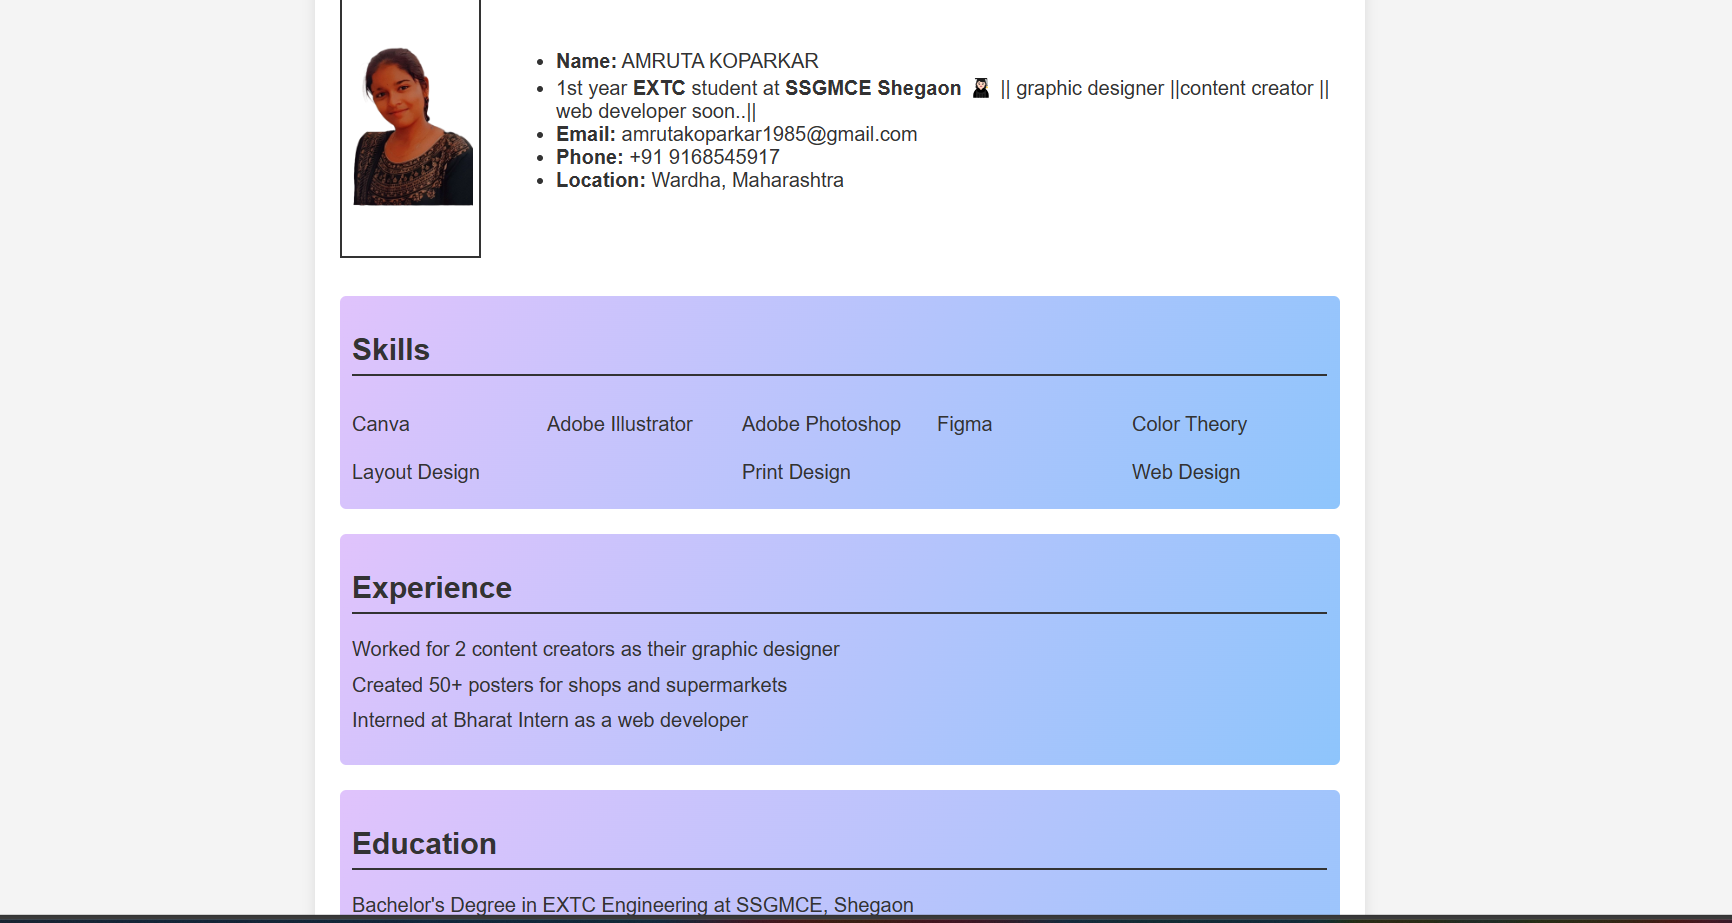 Name: AMRUTA KOPARKAR
1st year EXTC student at SSGMCE Shegaon 👩🏻‍🎓 || graphic designer ||content creator ||
web developer soon..||
Email: amrutakoparkar1985@gmail.com
Phone: +91 9168545917
Location: Wardha, Maharashtra
Skills
Canva Adobe Illustrator Adobe Photoshop Figma Color Theory
Layout Design Print Design Web Design
Experience
Worked for 2 content creators as their graphic designer
Created 50+ posters for shops and supermarkets
Interned at Bharat Intern as a web developer
Education
Bachelor's Degree in EXTC Engineering at SSGMCE, Shegaon